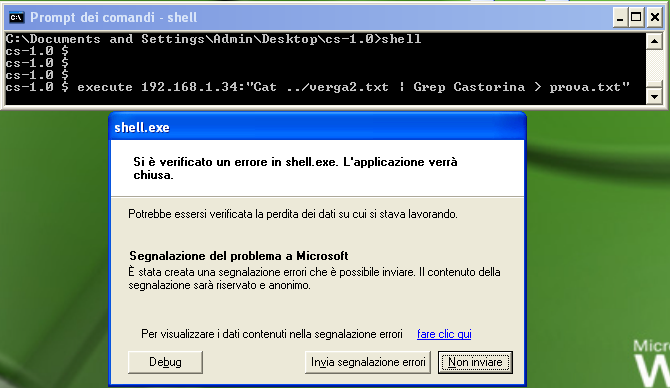 Prompt dei comandi - shell
C:\Documents and Settings\Admin\Desktop\cs-1.0>shell
cs-1.0 $
cs-1.0 $
cs-1.0 $
cs-1.0 $ execute 192.168.1.34:"Cat ../verga2.txt | Grep Castorina > prova.txt"
shell.exe
Si è verificato un errore in shell.exe. L'applicazione verrà
chiusa.
Potrebbe essersi verificata la perdita dei dati su cui si stava lavorando.
Segnalazione del problema a Microsoft
È stata creata una segnalazione errori che è possibile inviare. Il contenuto della
segnalazione sarà riservato e anonimo.
Per visualizzare i dati contenuti nella segnalazione errori fare clic qui
Debug
Invia segnalazione errori
Non inviare
Micro
W